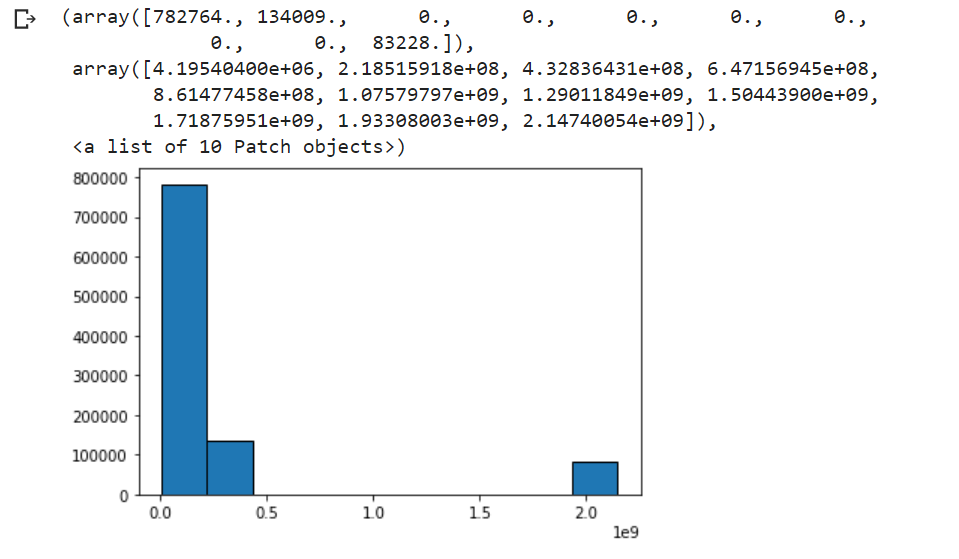 (array([782764., 134009., 0., 0., 0., 0., 0.,
0., 0., 83228.]),
array([4.19540400e+06, 2.18515918e+08, 4.32836431e+08, 6.47156945e+08,
8.61477458e+08, 1.07579797e+09, 1.29011849e+09, 1.50443900e+09,
1.71875951e+09, 1.93308003e+09, 2.14740054e+09]),
<a list of 10 Patch objects>)
800000
700000
600000
500000
400000
300000
200000
100000
0
0.0 0.5 1.0 1.5 2.0
1e9